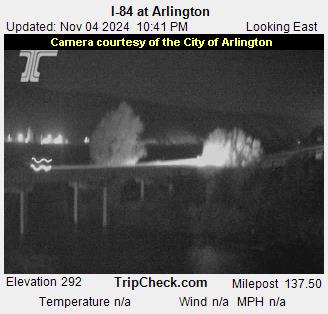 I-84 at Arlington
Updated: Nov 04 2024 10:41 PM Looking East
Camera courtesy of the City of Arlington
Elevation 292 TripCheck.com Milepost 137.50
Temperature n/a Wind n/a MPH n/a